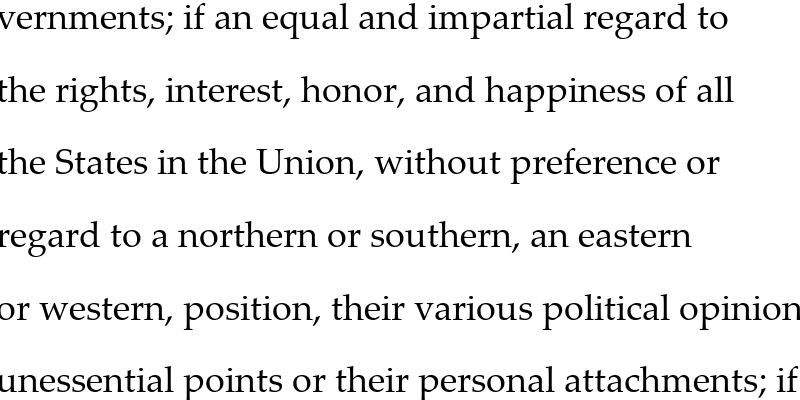 vernments; if an equal and impartial regard to
the rights, interest, honor, and happiness of all
the States in the Union, without preference or
regard to a northern or southern, an eastern
or western, position, their various political opinion
unessential points or their personal attachments; if